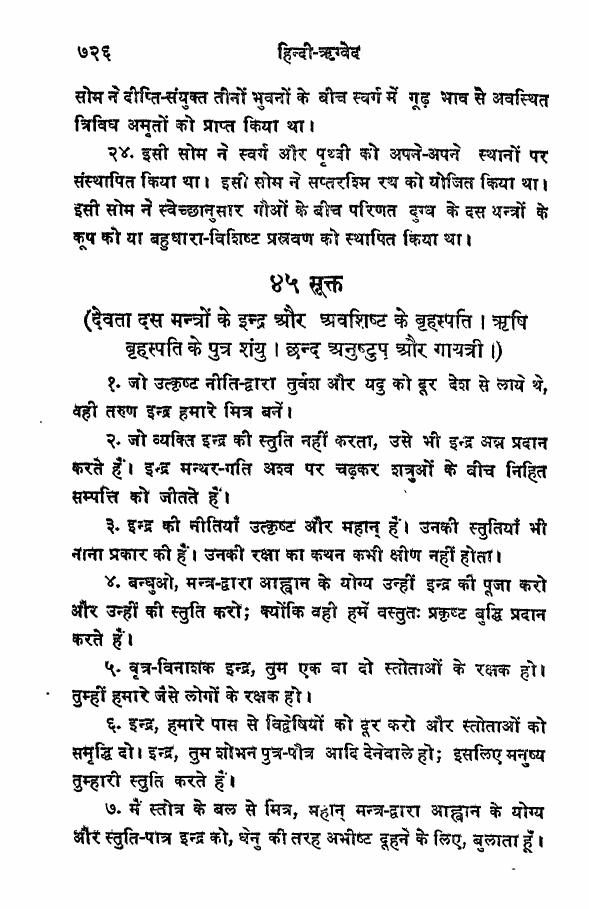 ७२६ हिन्दी-ऋग्वेद
सोम ने दीप्ति-संयुक्त तीनों भुवनों के बीच स्वर्ग में गूढ़ भाव से अवस्थित
त्रिविध अमृतों को प्राप्त किया था।
२४. इसी सोम ने स्वर्ग और पृथ्वी को अपने-अपने स्थानों पर
संस्थापित किया था। इसी सोम ने सप्तरश्मि रथ को योजित किया था।
इसी सोम ने स्वेच्छानुसार गौओं के बीच परिणत दुग्ध के दस यन्त्रों के
कूप को या बहुधारा-विशिष्ट प्रस्रवण को स्थापित किया था।
४५ सूक्त
(देवता दस मन्त्रों के इन्द्र और अवशिष्ट के बृहस्पति। ऋषि
बृहस्पति के पुत्र शंयु। छन्द अनुष्टुप् और गायत्री।)
१. जो उत्कृष्ट नीति-द्वारा तुर्वश और यदु को दूर देश से लाये थे,
वही तरुण इन्द्र हमारे मित्र बनें।
२. जो व्यक्ति इन्द्र की स्तुति नहीं करता, उसे भी इन्द्र अन्न प्रदान
करते हैं। इन्द्र मन्थर-गति अश्व पर चढ़कर शत्रुओं के बीच निहित
सम्पत्ति को जीतते हैं।
३. इन्द्र की नीतियाँ उत्कृष्ट और महान् हैं। उनकी स्तुतियाँ भी
नाना प्रकार की हैं। उनकी रक्षा का कथन कभी क्षीण नहीं होता।
४. बन्धुओ, मन्त्र-द्वारा आह्वान के योग्य उन्हीं इन्द्र की पूजा करो
और उन्हीं की स्तुति करो; क्योंकि वही हमें वस्तुतः प्रकृष्ट बुद्धि प्रदान
करते हैं।
५. वृत्र-विनाशक इन्द्र, तुम एक वा दो स्तोताओं के रक्षक हो।
तुम्हीं हमारे जैसे लोगों के रक्षक हो।
६. इन्द्र, हमारे पास से विद्वेषियों को दूर करो और स्तोताओं को
समृद्धि दो। इन्द्र, तुम शोभन पुत्र-पौत्र आदि देनेवाले हो; इसलिए मनुष्य
तुम्हारी स्तुति करते हैं।
७. मैं स्तोत्र के बल से मित्र, महान् मन्त्र-द्वारा आह्वान के योग्य
और स्तुति-पात्र इन्द्र को, धेनु की तरह अभीष्ट दूहने के लिए, बुलाता हूँ।